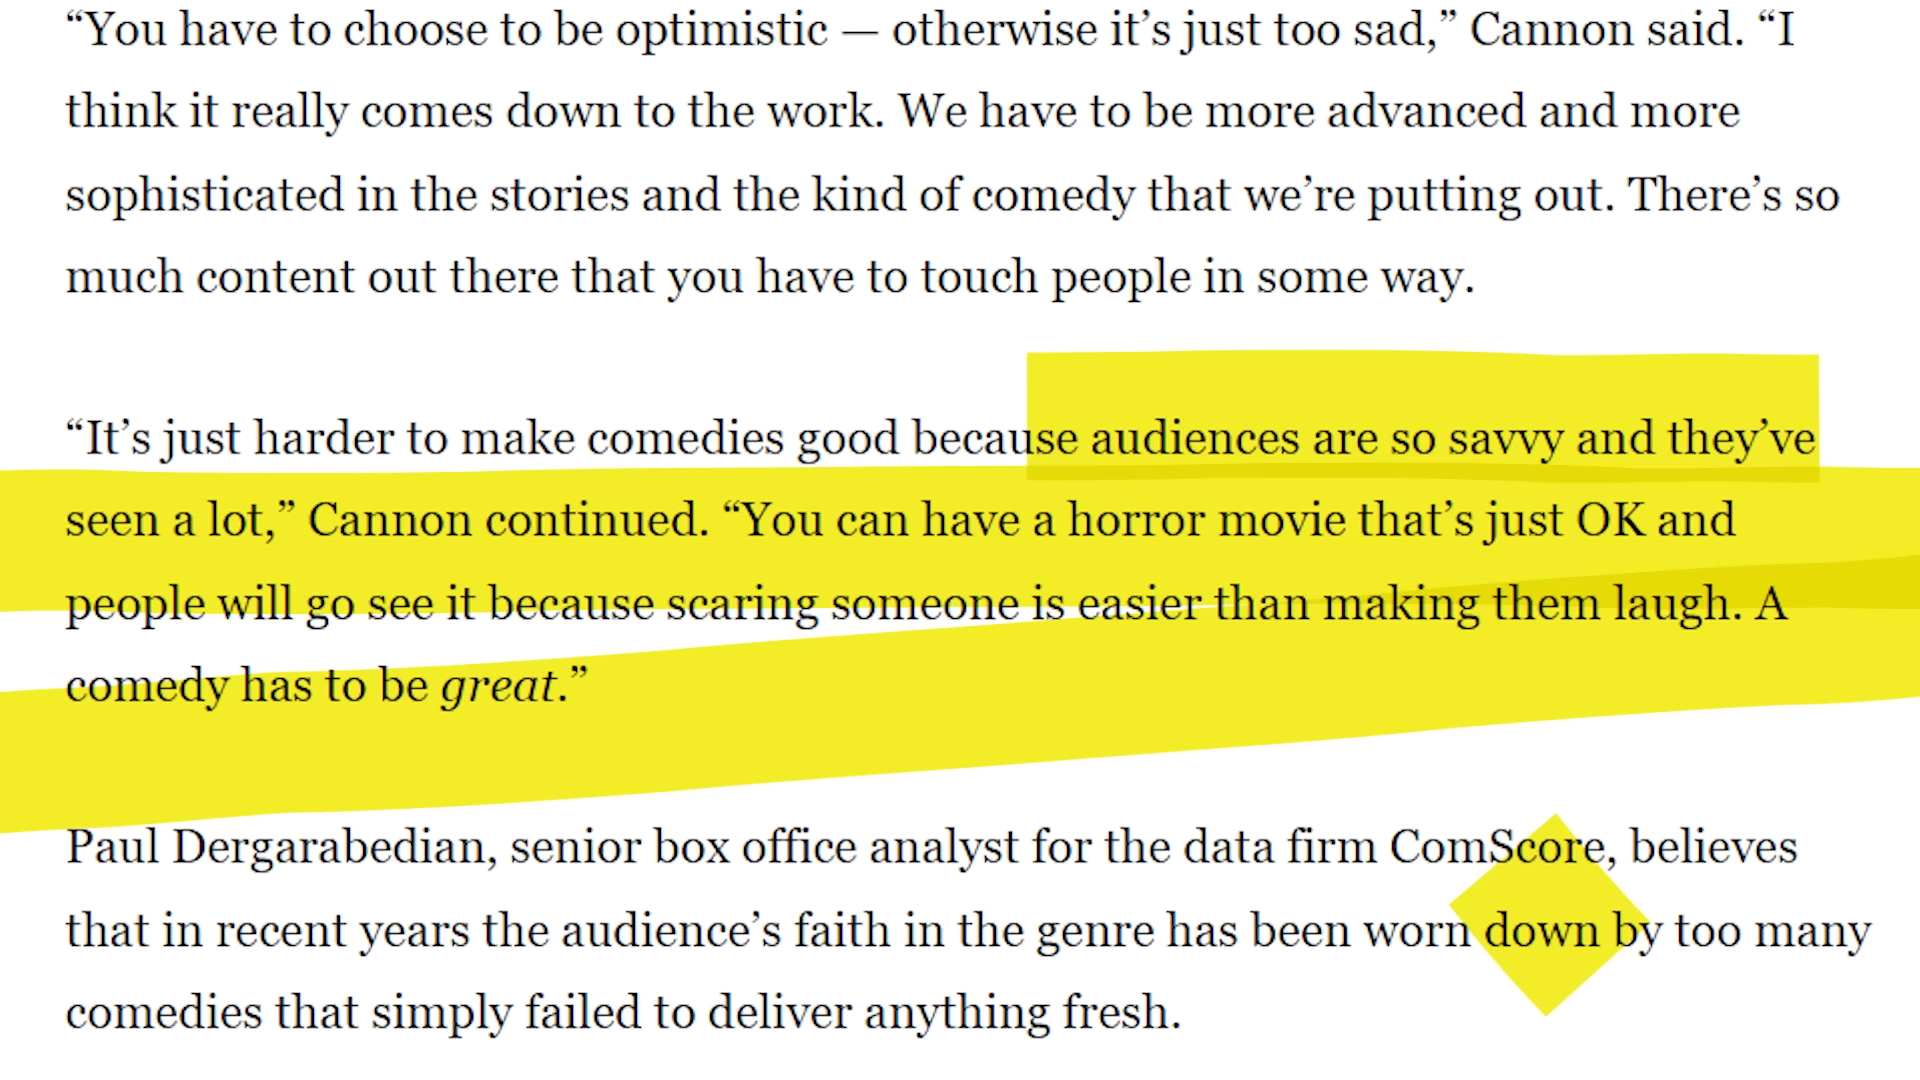 “You have to choose to be optimistic — otherwise it’s just too sad,” Cannon said. “I
think it really comes down to the work. We have to be more advanced and more
sophisticated in the stories and the kind of comedy that we’re putting out. There’s so
much content out there that you have to touch people in some way.
“It’s just harder to make comedies good because audiences are so savvy and they’ve
seen a lot,” Cannon continued. “You can have a horror movie that’s just OK and
people will go see it because scaring someone is easier than making them laugh. A
comedy has to be great.”
Paul Dergarabedian, senior box office analyst for the data firm ComScore, believes
that in recent years the audience’s faith in the genre has been worn down by too many
comedies that simply failed to deliver anything fresh.